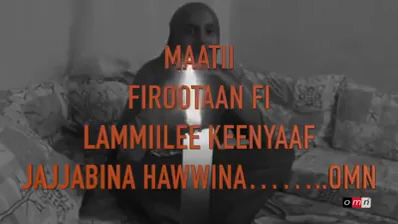 MAATII
FIROOTAAN FI
LAMMIILEE KEENYAAF
JAJJABINA HAWWINA........OMN
omn